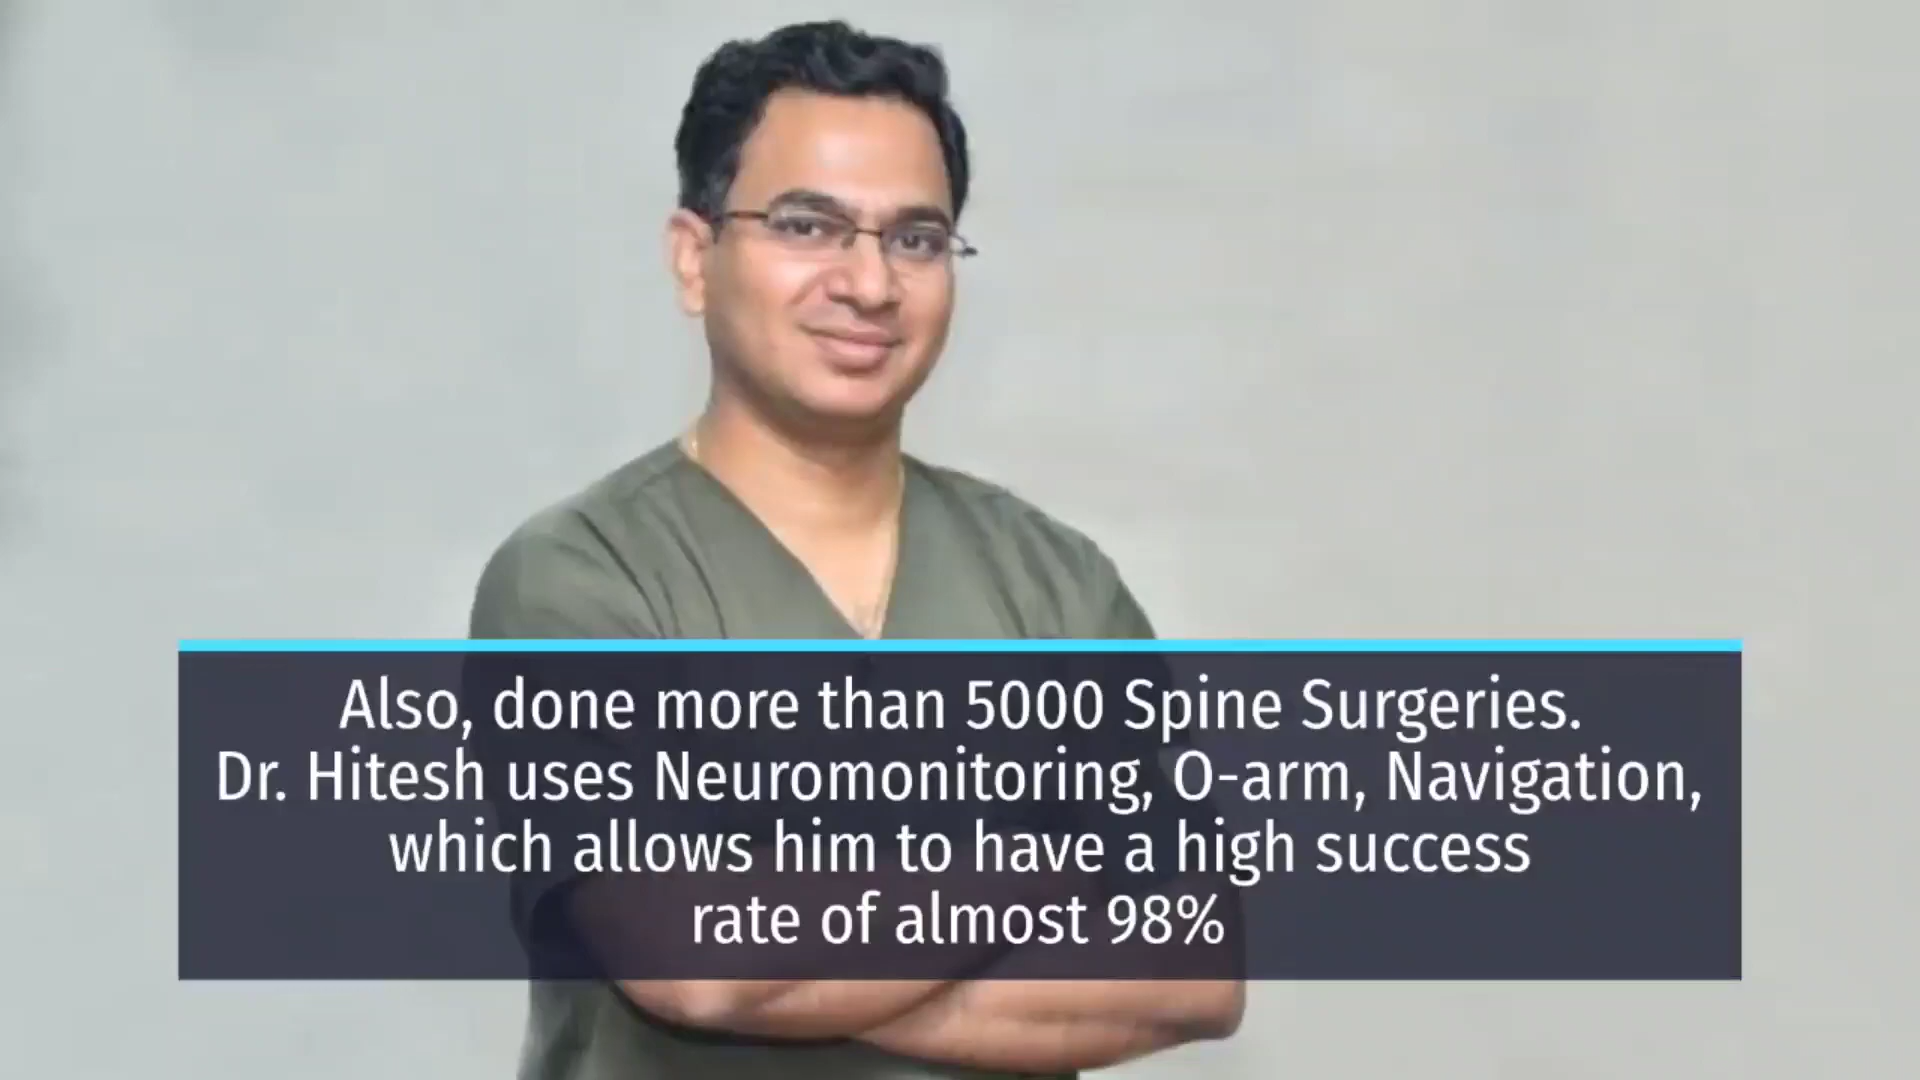 Also, done more than 5000 Spine Surgeries.
Dr. Hitesh uses Neuromonitoring, O-arm, Navigation,
which allows him to have a high success
rate of almost 98%